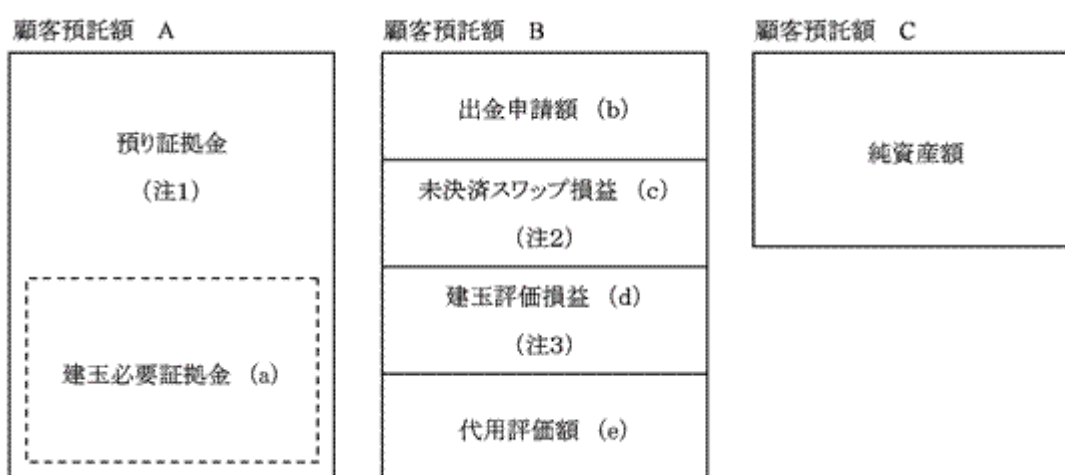 顧客預託額 A
預り証拠金
(注1)
建玉必要証拠金 (a)
顧客預託額 B
出金申請額 (b)
未決済スワップ損益 (c)
(注2)
建玉評価損益 (d)
(注3)
代用評価額 (e)
顧客預託額 C
純資産額